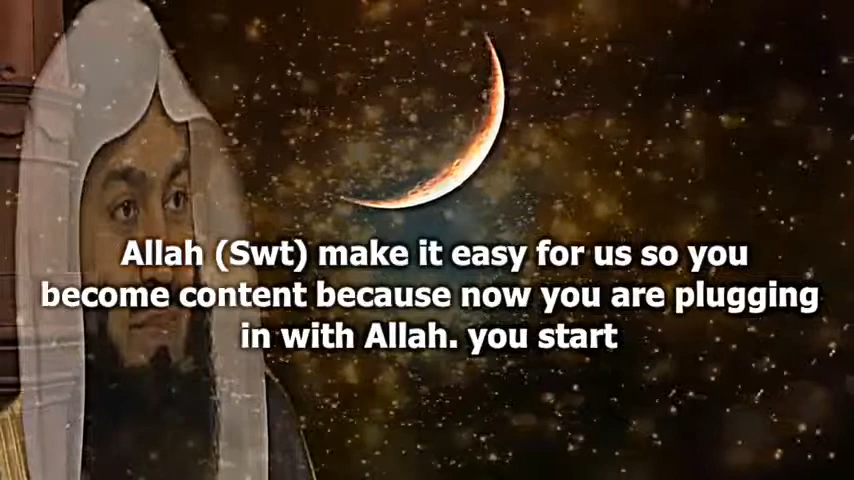 Allah (Swt) make it easy for us so you
become content because now you are plugging
in with Allah. you start